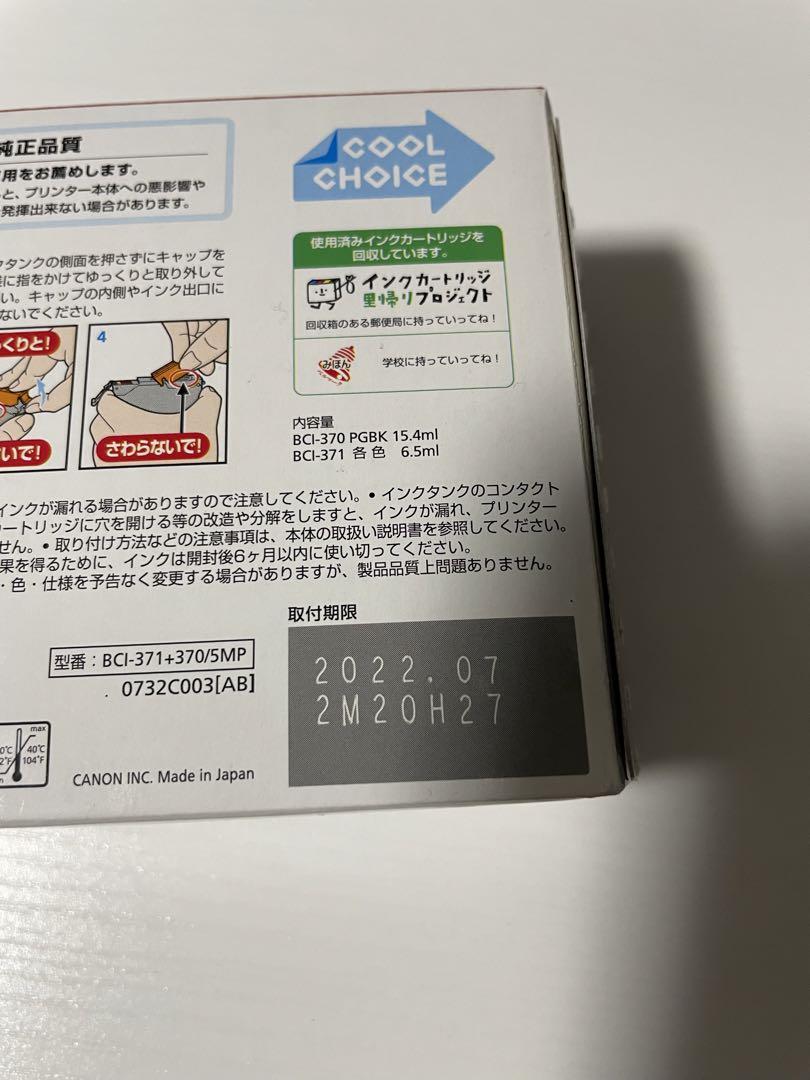 純正品質
用をお薦めします。
と、プリンター本体への悪影響や
発揮出来ない場合があります。
COOL
CHOICE
使用済みインクカートリッジを
回収しています。
インクカートリッジ
里帰りプロジェクト
回収箱のある郵便局に持っていってね!
みほん
学校に持っていってね!
クタンクの側面を押さずにキャップを
に指をかけてゆっくりと取り外して
い。キャップの内側やインク出口に
ないでください。
くりと!
いで!
4
さわらないで!
内容量
BCI-370 PGBK 15.4ml
BCI-371 各色 6.5ml
インクが漏れる場合がありますので注意してください。• インクタンクのコンタクト
カートリッジに穴を開ける等の改造や分解をしますと、インクが漏れ、プリンター
せん。• 取り付け方法などの注意事項は、本体の取扱い説明書を参照してください。
果を得るために、インクは開封後6ヶ月以内に使い切ってください。
・色・仕様を予告なく変更する場合がありますが、製品品質上問題ありません。
取付期限
2022.07
2M20H27
型番:BCI-371+370/5MP
0732C003[AB]
max
0℃
40℃
2°F
104°F
CANON INC. Made in Japan